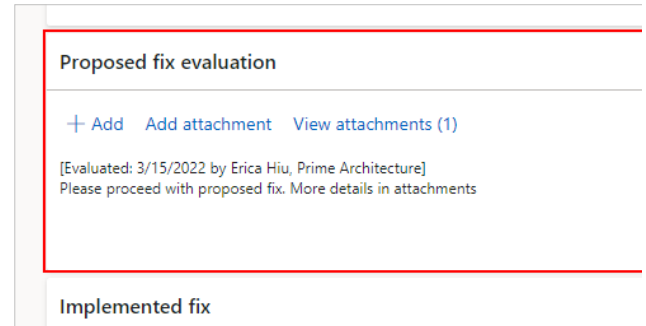 Proposed fix evaluation
+ Add Add attachment View attachments (1)
[Evaluated: 3/15/2022 by Erica Hiu, Prime Architecture]
Please proceed with proposed fix. More details in attachments
Implemented fix